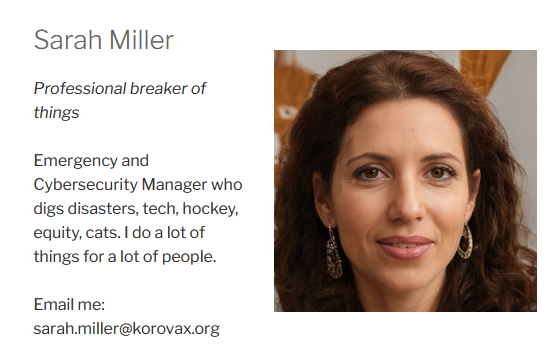 Sarah Miller
Professional breaker of
things
Emergency and
Cybersecurity Manager who
digs disasters, tech, hockey,
equity, cats. I do a lot of
things for a lot of people.
Email me:
sarah.miller@korovax.org